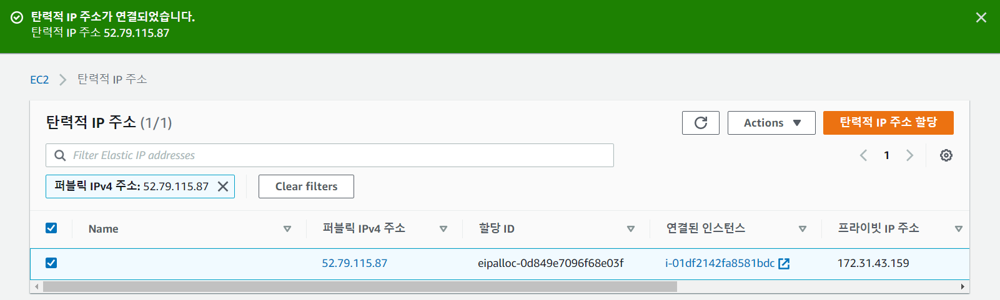 탄력적 IP 주소가 연결되었습니다.
탄력적 IP 주소 52.79.115.87
EC2 > 탄력적 IP 주소
탄력적 IP 주소 (1/1)
Actions
탄력적 IP 주소 할당
Filter Elastic IP addresses
1
퍼블릭 IPv4 주소: 52.79.115.87
Clear filters
Name 퍼블릭 IPv4 주소 할당 ID 연결된 인스턴스 프라이빗 IP 주소
52.79.115.87 eipalloc-0d849e7096f68e03f i-01df2142fa8581bdc 172.31.43.159